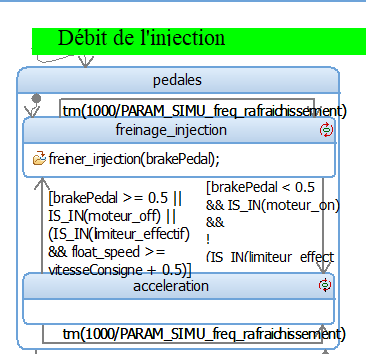 Débit de l'injection
pedales
tm(1000/PARAM_SIMU_freq_rafraichissement)
freinage_injection
freiner_injection(brakePedal);
[brakePedal >= 0.5 ||
IS_IN(moteur_off) ||
(IS_IN(limiteur_effectif)
&& float_speed >=
vitesseConsigne + 0.5)]
[brakePedal < 0.5
&& IS_IN(moteur_on)
&&
!
(IS_IN(limiteur_effect
acceleration
tm(1000/PARAM_SIMU_freq_rafraichissement)